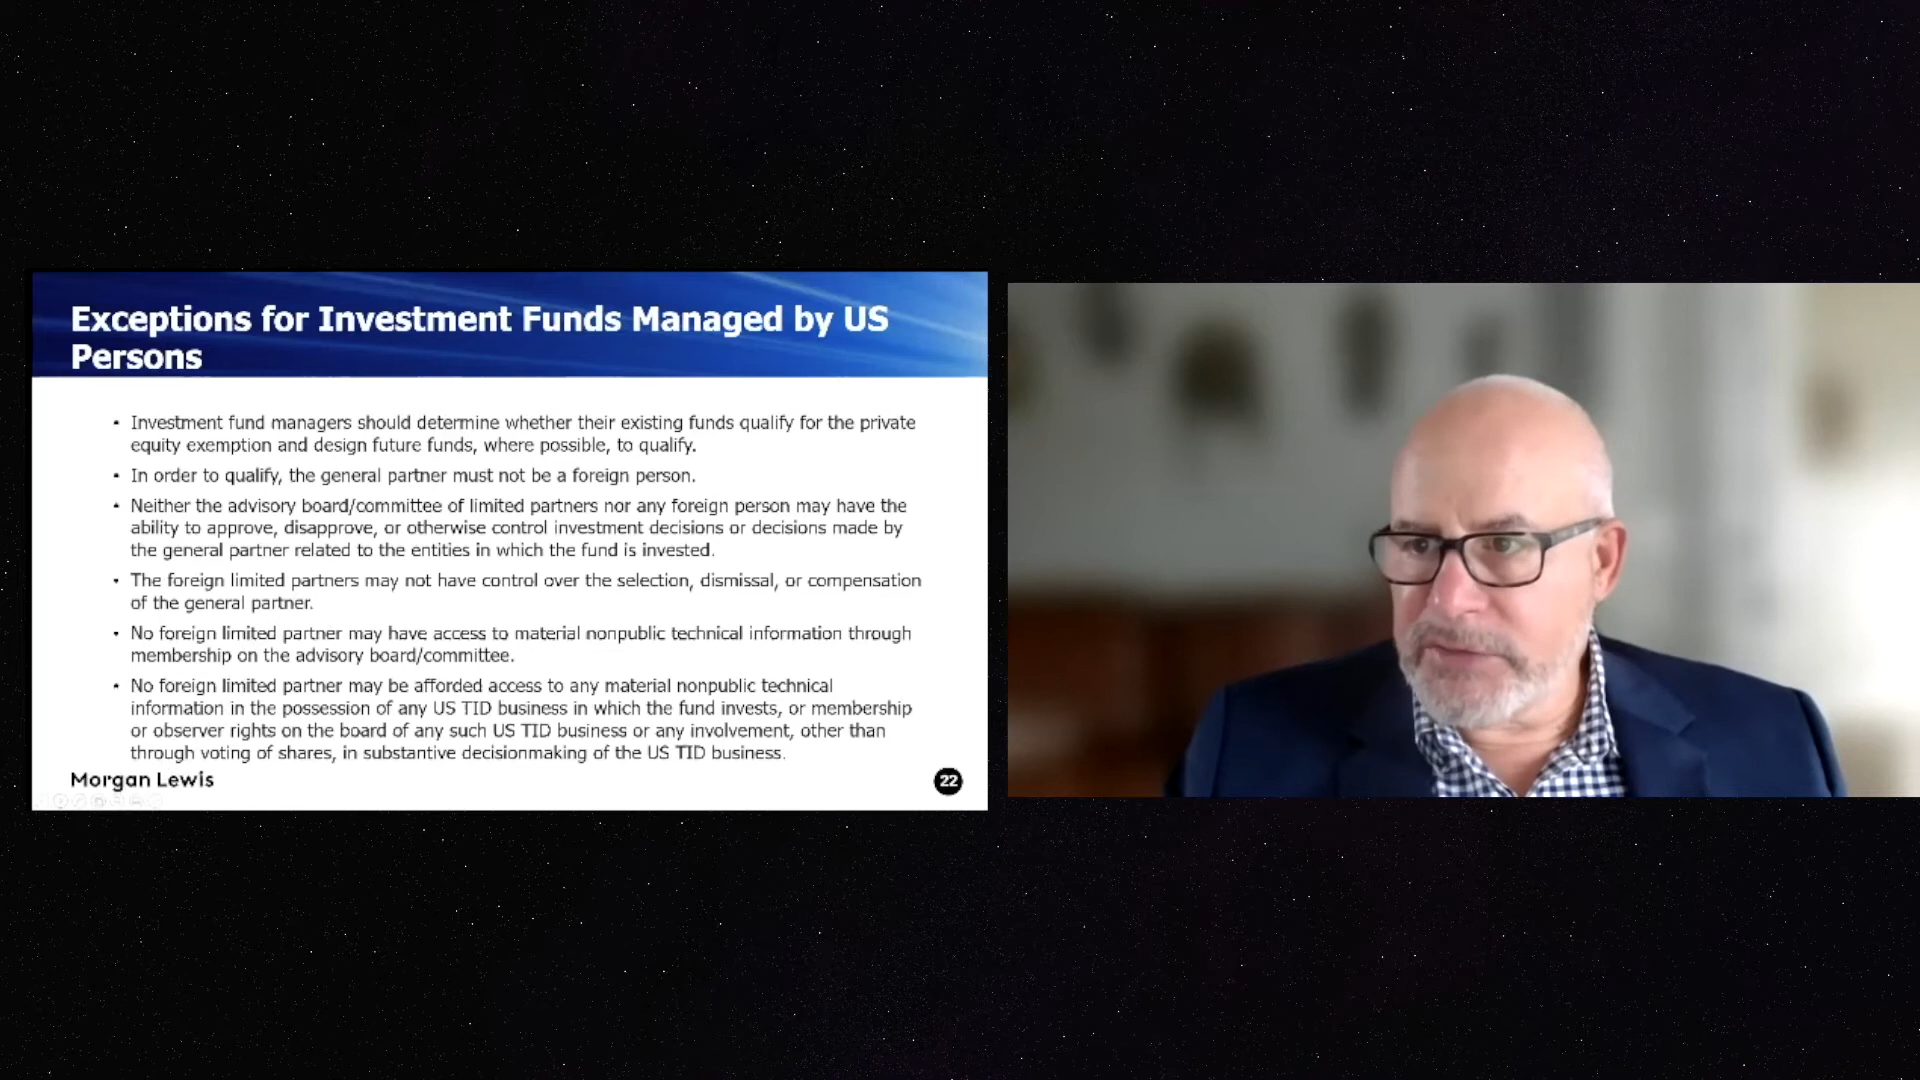 Exceptions for Investment Funds Managed by US
Persons
• Investment fund managers should determine whether their existing funds qualify for the private
equity exemption and design future funds, where possible, to qualify.
• In order to qualify, the general partner must not be a foreign person.
• Neither the advisory board/committee of limited partners nor any foreign person may have the
ability to approve, disapprove, or otherwise control investment decisions or decisions made by
the general partner related to the entities in which the fund is invested.
• The foreign limited partners may not have control over the selection, dismissal, or compensation
of the general partner.
• No foreign limited partner may have access to material nonpublic technical information through
membership on the advisory board/committee.
• No foreign limited partner may be afforded access to any material nonpublic technical
information in the possession of any US TID business in which the fund invests, or membership
or observer rights on the board of any such US TID business or any involvement, other than
through voting of shares, in substantive decisionmaking of the US TID business.
Morgan Lewis
22